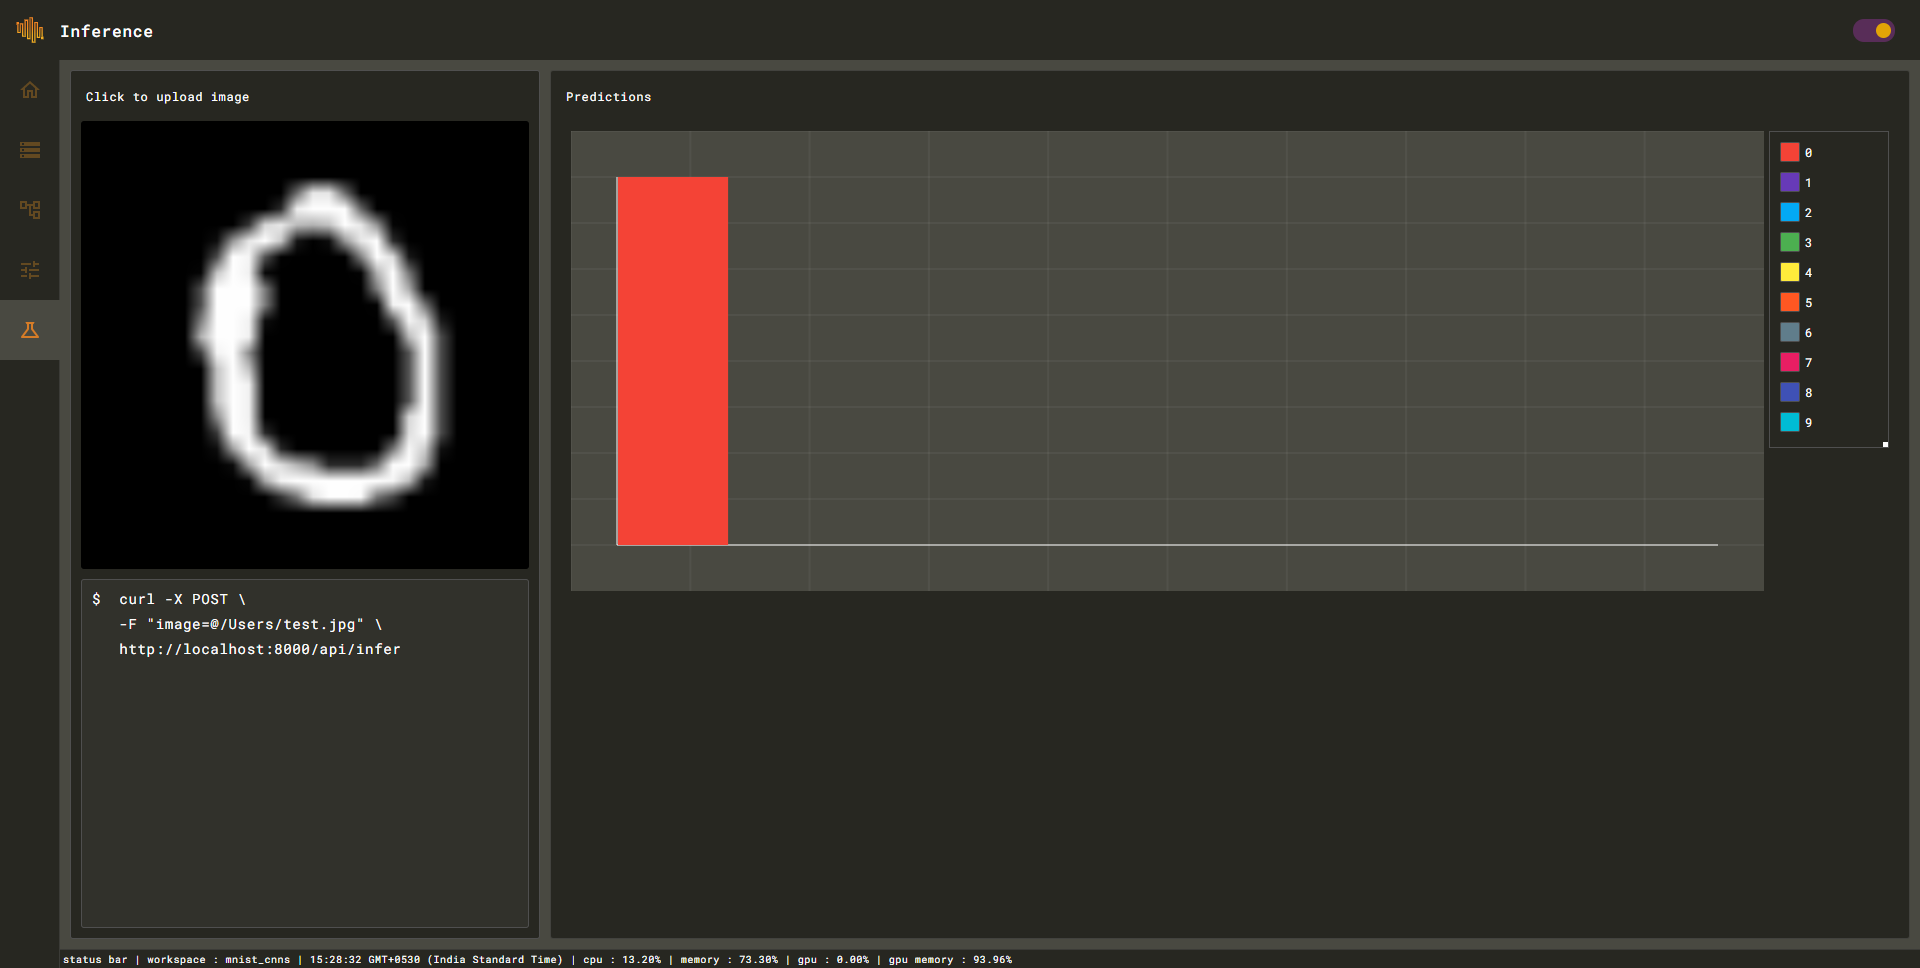 Inference
Click to upload image
$ curl -X POST \
-F "image=@/Users/test.jpg" \
http://localhost:8000/api/infer
Predictions
0
1
2
3
4
5
6
7
8
9
status bar | workspace : mnist_cnns | 15:28:32 GMT+0530 (India Standard Time) | cpu : 13.20% | memory : 73.30% | gpu : 0.00% | gpu memory : 93.96%